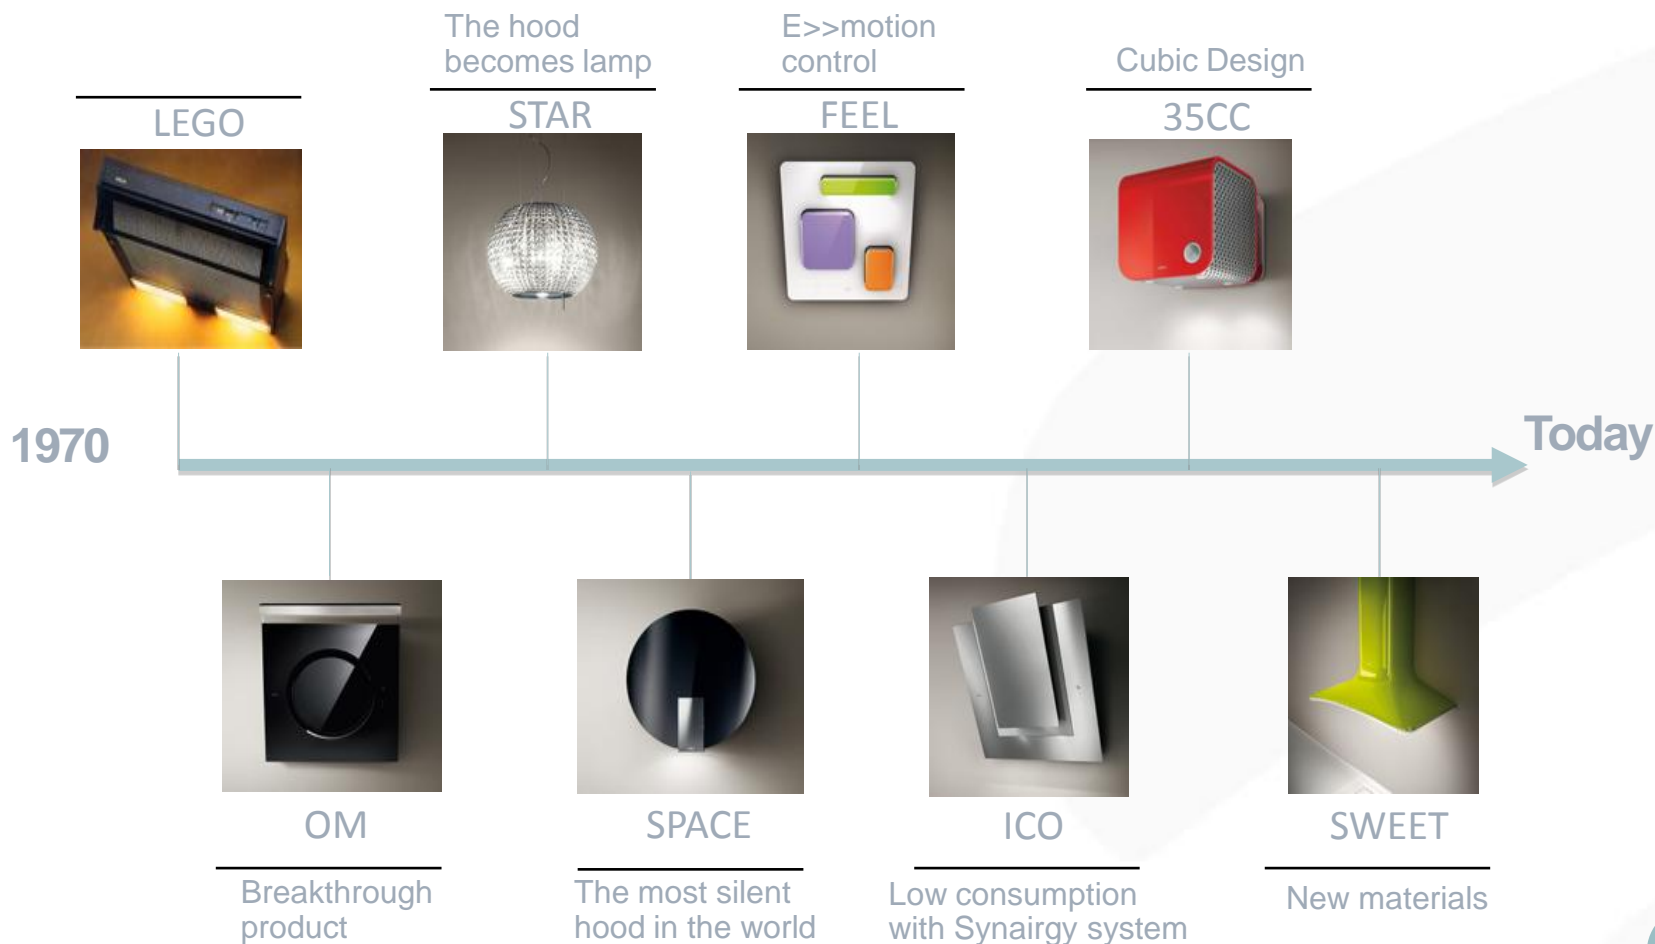 The hood
becomes lamp
E>>motion
control
Cubic Design
LEGO
STAR
FEEL
35CC
1970
Today
OM
SPACE
ICO
SWEET
Breakthrough
product
The most silent
hood in the world
Low consumption
with Synairgy system
New materials